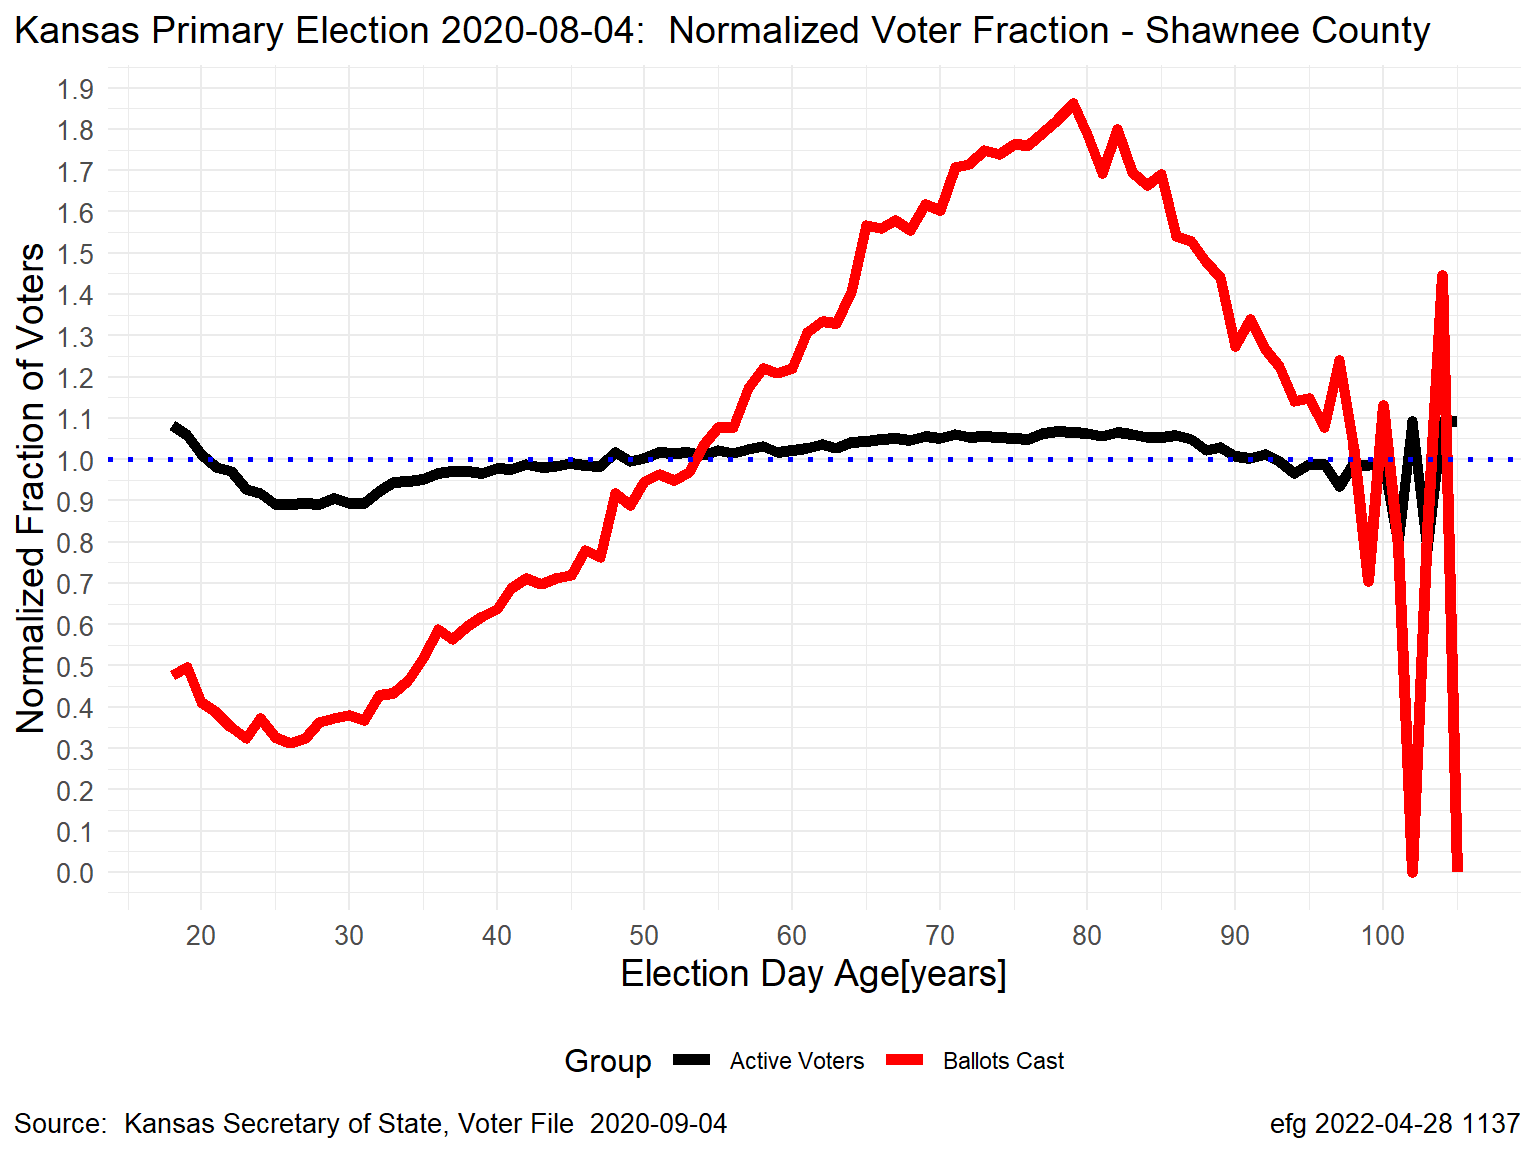 Kansas Primary Election 2020-08-04:  Normalized Voter Fraction - Shawnee County
Normalized Fraction of Voters
1.9
1.8
1.7
1.6
1.5
1.4
1.3
1.2
1.1
1.0
0.9
0.8
0.7
0.6
0.5
0.4
0.3
0.2
0.1
0.0
20 30 40 50 60 70 80 90 100
Election Day Age[years]
Group Active Voters Ballots Cast
Source:  Kansas Secretary of State, Voter File  2020-09-04
efg 2022-04-28 1137